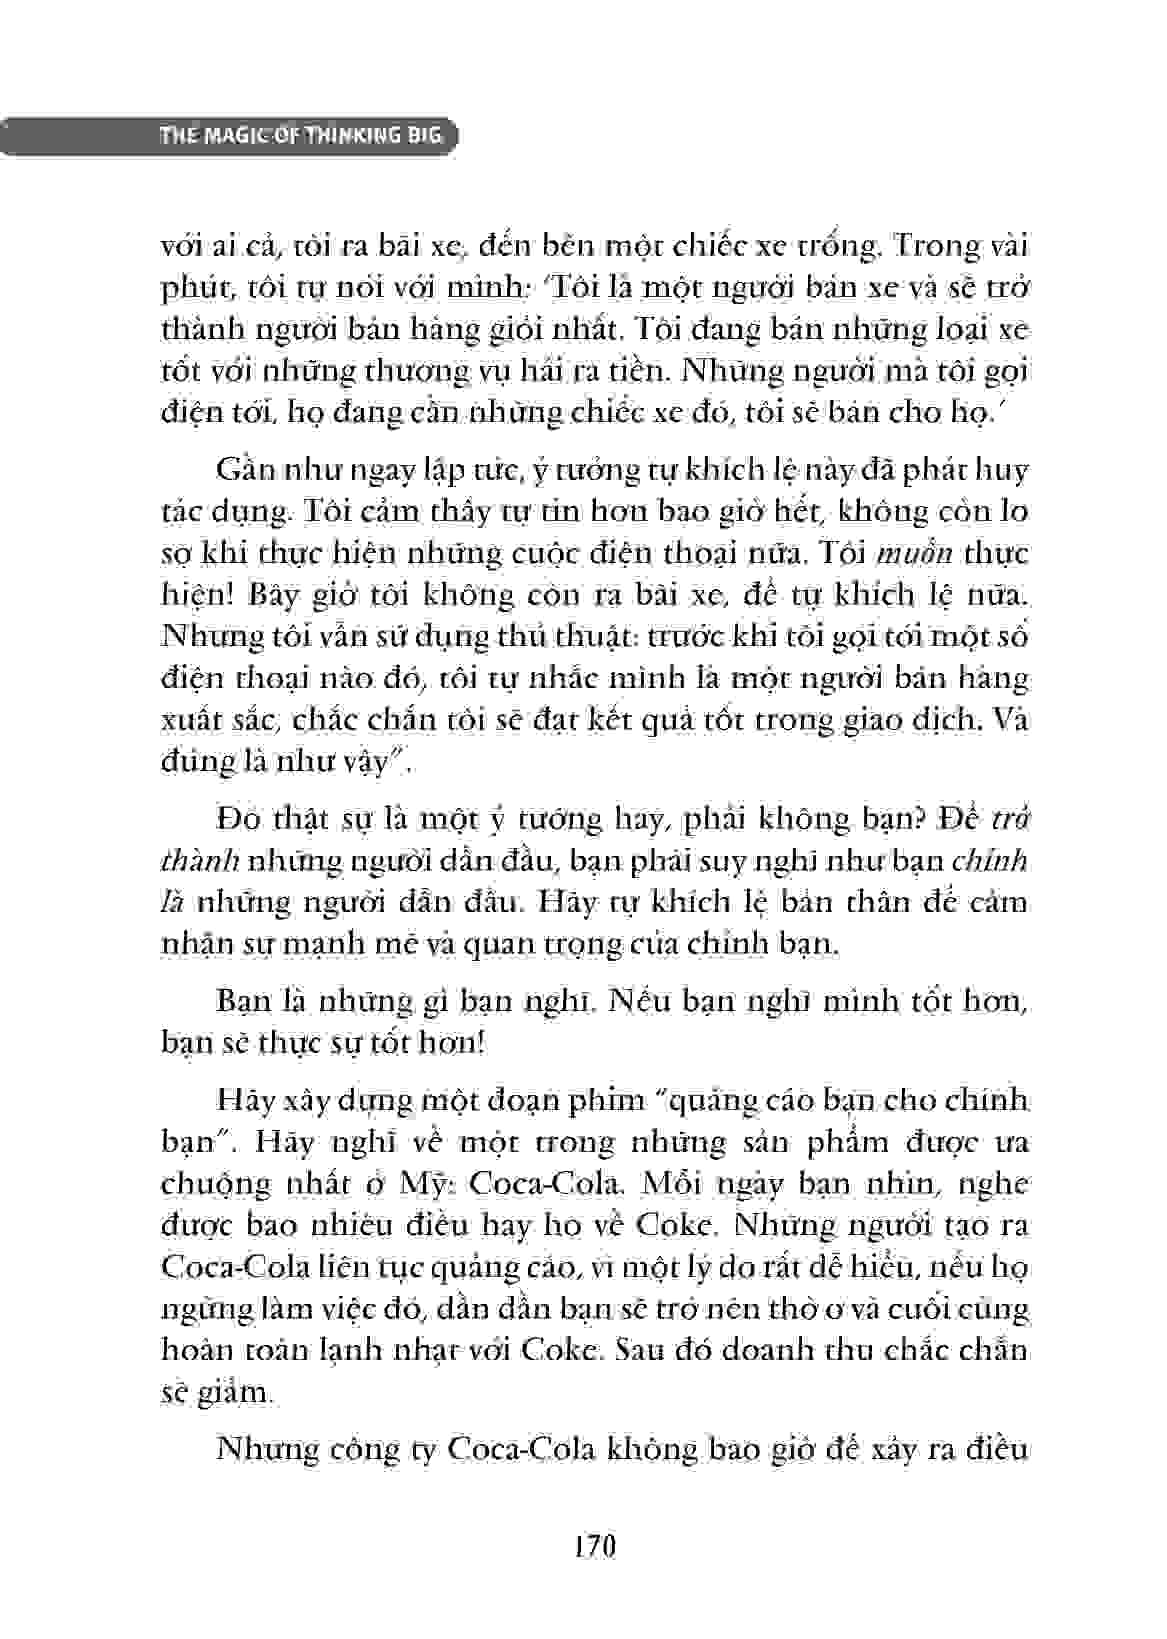 THE MAGIC OF THINKING BIG
với ai cả, tôi ra bãi xe, đến bên một chiếc xe trống. Trong vài
phút, tôi tự nói với mình: ‘Tôi là một người bán xe và sẽ trở
thành người bán hàng giỏi nhất. Tôi đang bán những loại xe
tốt với những thương vụ hái ra tiền. Những người mà tôi gọi
điện tới, họ đang cần những chiếc xe đó, tôi sẽ bán cho họ.’
Gần như ngay lập tức, ý tưởng tự khích lệ này đã phát huy
tác dụng. Tôi cảm thấy tự tin hơn bao giờ hết, không còn lo
sợ khi thực hiện những cuộc điện thoại nữa. Tôi muốn thực
hiện! Bây giờ tôi không còn ra bãi xe, để tự khích lệ nữa.
Nhưng tôi vẫn sử dụng thủ thuật: trước khi tôi gọi tới một số
điện thoại nào đó, tôi tự nhắc mình là một người bán hàng
xuất sắc, chắc chắn tôi sẽ đạt kết quả tốt trong giao dịch. Và
đúng là như vậy”.
Đó thật sự là một ý tưởng hay, phải không bạn? Để trở
thành những người dẫn đầu, bạn phải suy nghĩ như bạn chính
là những người dẫn đầu. Hãy tự khích lệ bản thân để cảm
nhận sự mạnh mẽ và quan trọng của chính bạn.
Bạn là những gì bạn nghĩ. Nếu bạn nghĩ mình tốt hơn,
bạn sẽ thực sự tốt hơn!
Hãy xây dựng một đoạn phim “quảng cáo bạn cho chính
bạn”. Hãy nghĩ về một trong những sản phẩm được ưa
chuộng nhất ở Mỹ: Coca-Cola. Mỗi ngày bạn nhìn, nghe
được bao nhiêu điều hay ho về Coke. Những người tạo ra
Coca-Cola liên tục quảng cáo, vì một lý do rất dễ hiểu, nếu họ
ngừng làm việc đó, dần dần bạn sẽ trở nên thờ ơ và cuối cùng
hoàn toàn lạnh nhạt với Coke. Sau đó doanh thu chắc chắn
sẽ giảm.
Nhưng công ty Coca-Cola không bao giờ để xảy ra điều
170